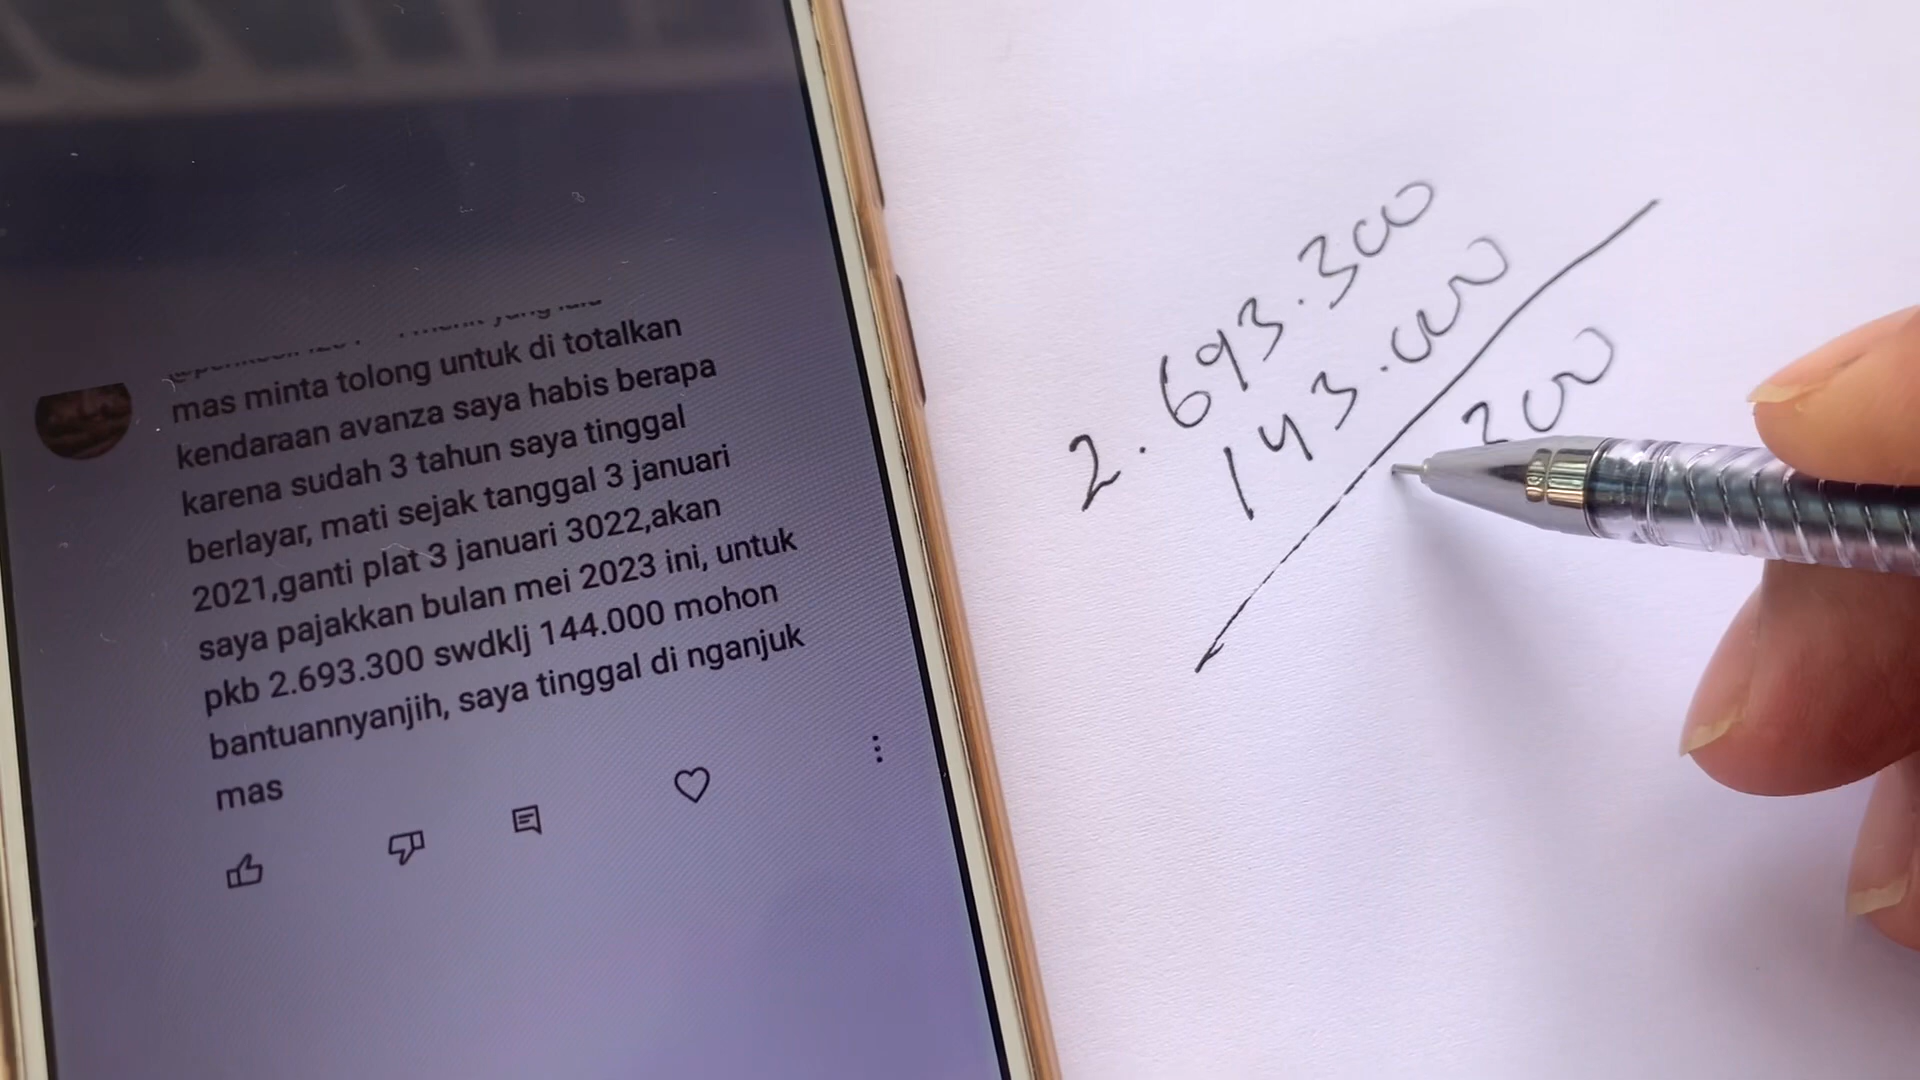 mas minta tolong untuk di totalkan
kendaraan avanza saya habis berapa
karena sudah 3 tahun saya tinggal
berlayar, mati sejak tanggal 3 januari
2021,ganti plat 3 januari 3022,akan
saya pajakkan bulan mei 2023 ini, untuk
pkb 2.693.300 swdklj 144.000 mohon
bantuannyanjih, saya tinggal di nganjuk
mas
2.693.300
143.000
300